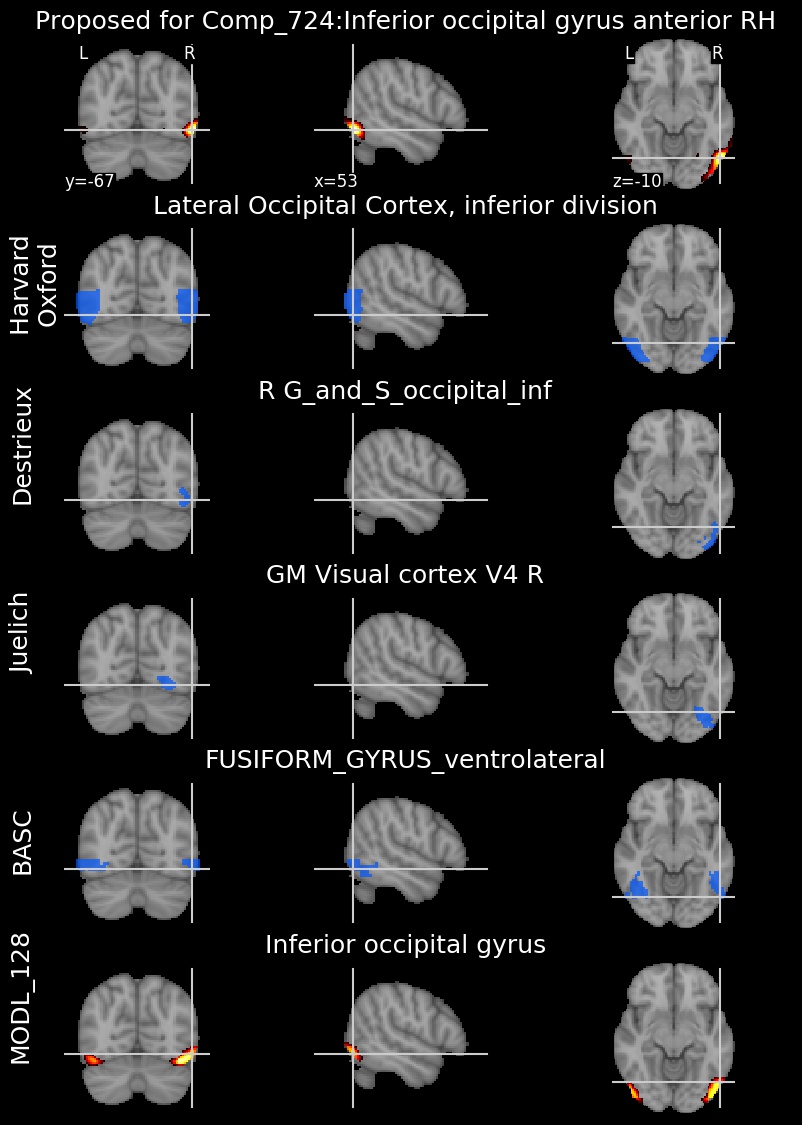 Proposed for Comp_724:Inferior occipital gyrus anterior RH
L R
L R
y=-67
x=53
z=-10
Lateral Occipital Cortex, inferior division
Harvard
Oxford
R G_and_S_occipital_inf
Destrieux
GM Visual cortex V4 R
Juelich
FUSIFORM_GYRUS_ventrolateral
BASC
Inferior occipital gyrus
MODL_128